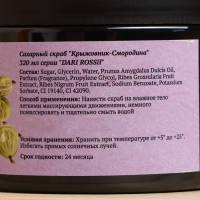 Сахарный скраб "Крыжовник-Смородина"
320 мл серии "DARI ROSSII"
Состав: Sugar, Glycerin, Water, Prunus Amygdalus Dulcis Oil,
Parfum (Fragrance), Propylene Glycol, Ribes Grossularia Fruit
Extract, Ribes Nigrum Fruit Extract, Sodium Benzoate, Potassium
Sorbate, CI 19140, CI 42090.
Способ применения: Нанести скраб на влажное тело
легкими массирующими движениями, немного
помассировать и тщательно смыть водой
Условия хранения: Хранить при температуре от +5° до +25°.
Избегать прямых солнечных лучей.
Срок годности: 24 месяца